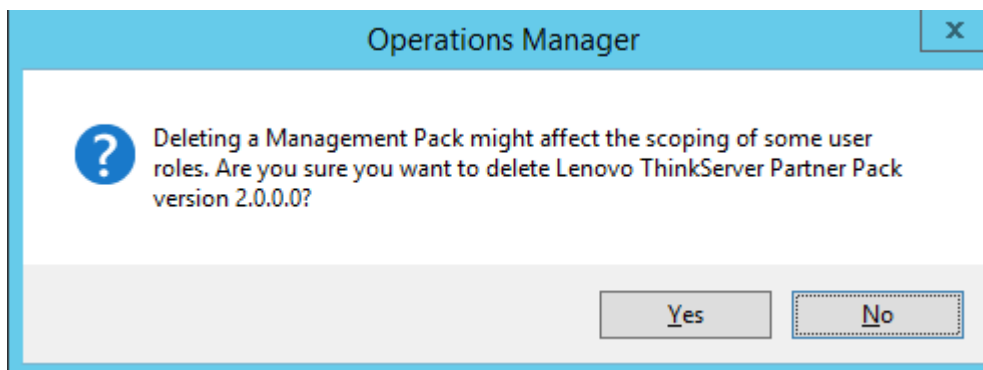 Operations Manager
x
Deleting a Management Pack might affect the scoping of some user
roles. Are you sure you want to delete Lenovo ThinkServer Partner Pack
version 2.0.0.0?
Yes
No